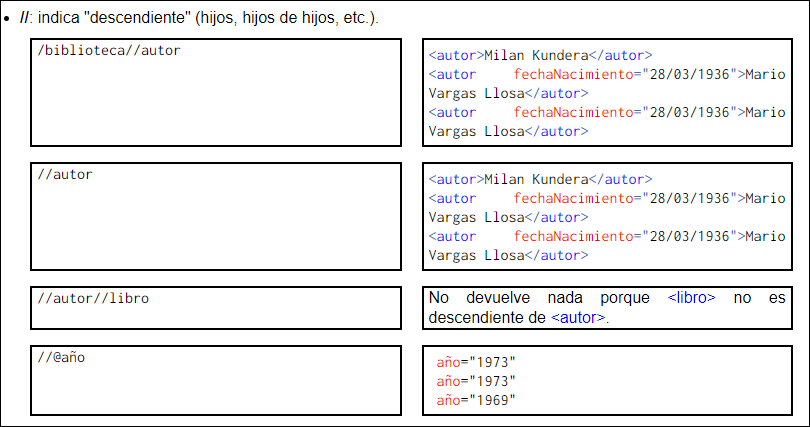 • //: indica "descendiente" (hijos, hijos de hijos, etc.).
/biblioteca//autor
<autor>Milan Kundera</autor>
<autor fechaNacimiento="28/03/1936">Mario
Vargas Llosa</autor>
<autor fechaNacimiento="28/03/1936">Mario
Vargas Llosa</autor>
//autor
<autor>Milan Kundera</autor>
<autor fechaNacimiento="28/03/1936">Mario
Vargas Llosa</autor>
<autor fechaNacimiento="28/03/1936">Mario
Vargas Llosa</autor>
//autor//libro
No devuelve nada porque <libro> no es
descendiente de <autor>.
//@año
año="1973"
año="1973"
año="1969"